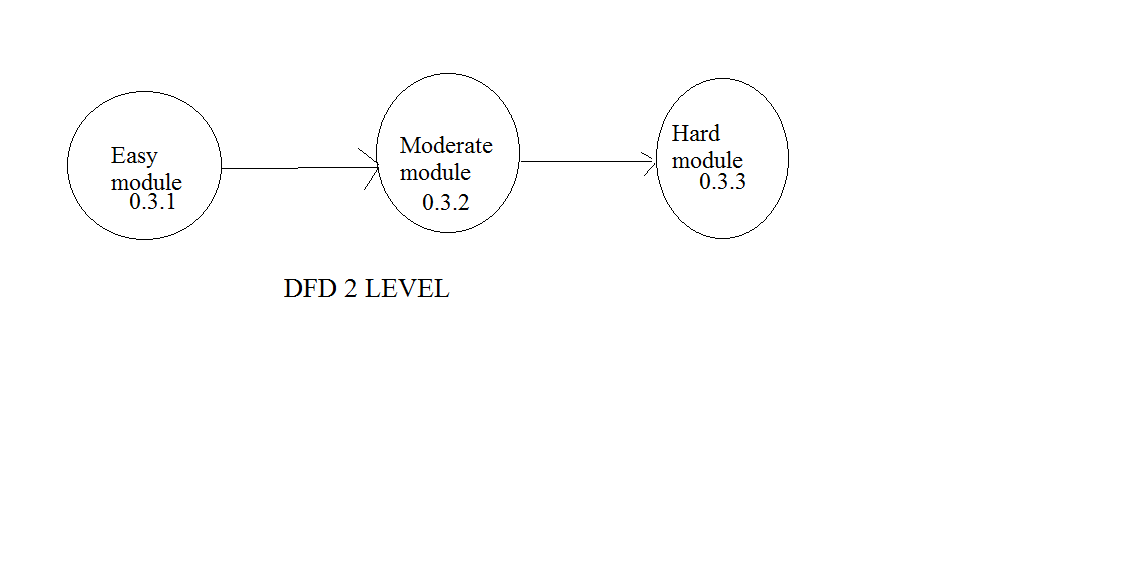 Easy
module
0.3.1
Moderate
module
0.3.2
Hard
module
0.3.3
DFD 2 LEVEL